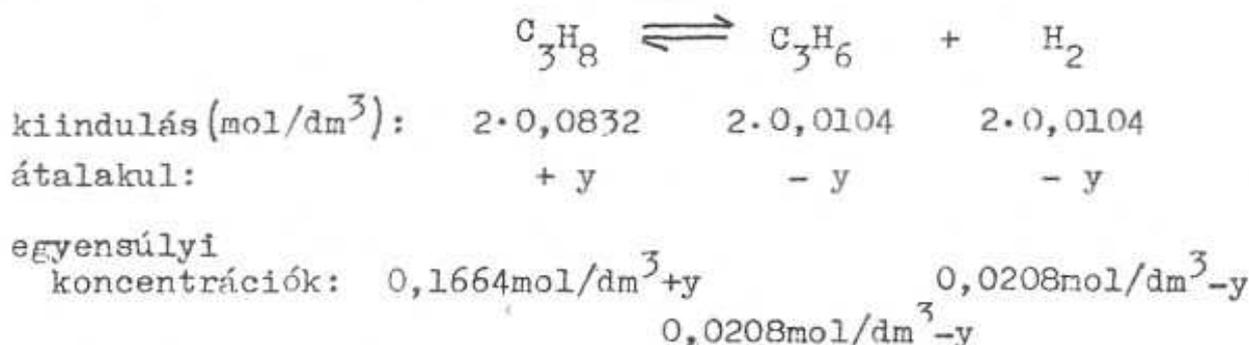 C₃H₈ ⇌ C₃H₆ + H₂
kiindulás(mol/dm³): 2·0,0832 2·0,0104 2·0,0104
átalakul: + y - y - y
egyensúlyi
koncentrációk: 0,1664mol/dm³+y 0,0208mol/dm³-y
0,0208mol/dm³-y